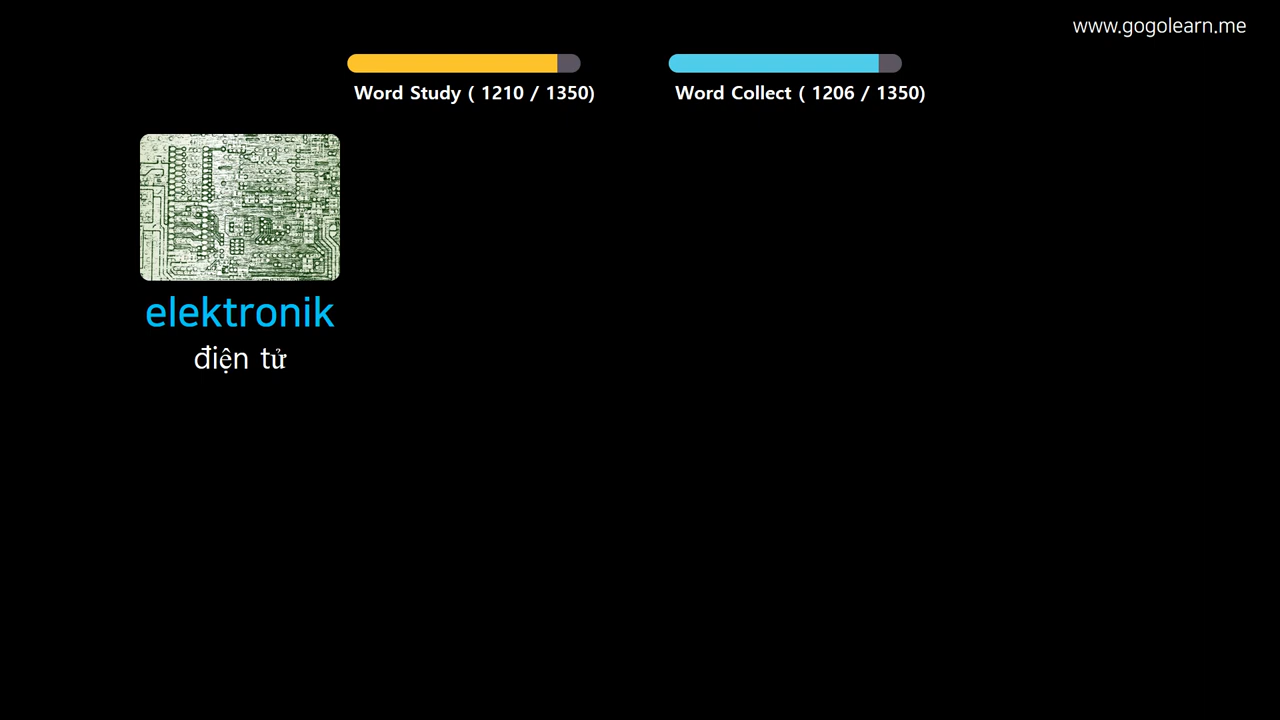 www.gogolearn.me
Word Study ( 1210 / 1350)
Word Collect ( 1206 / 1350)
elektronik
điện tử